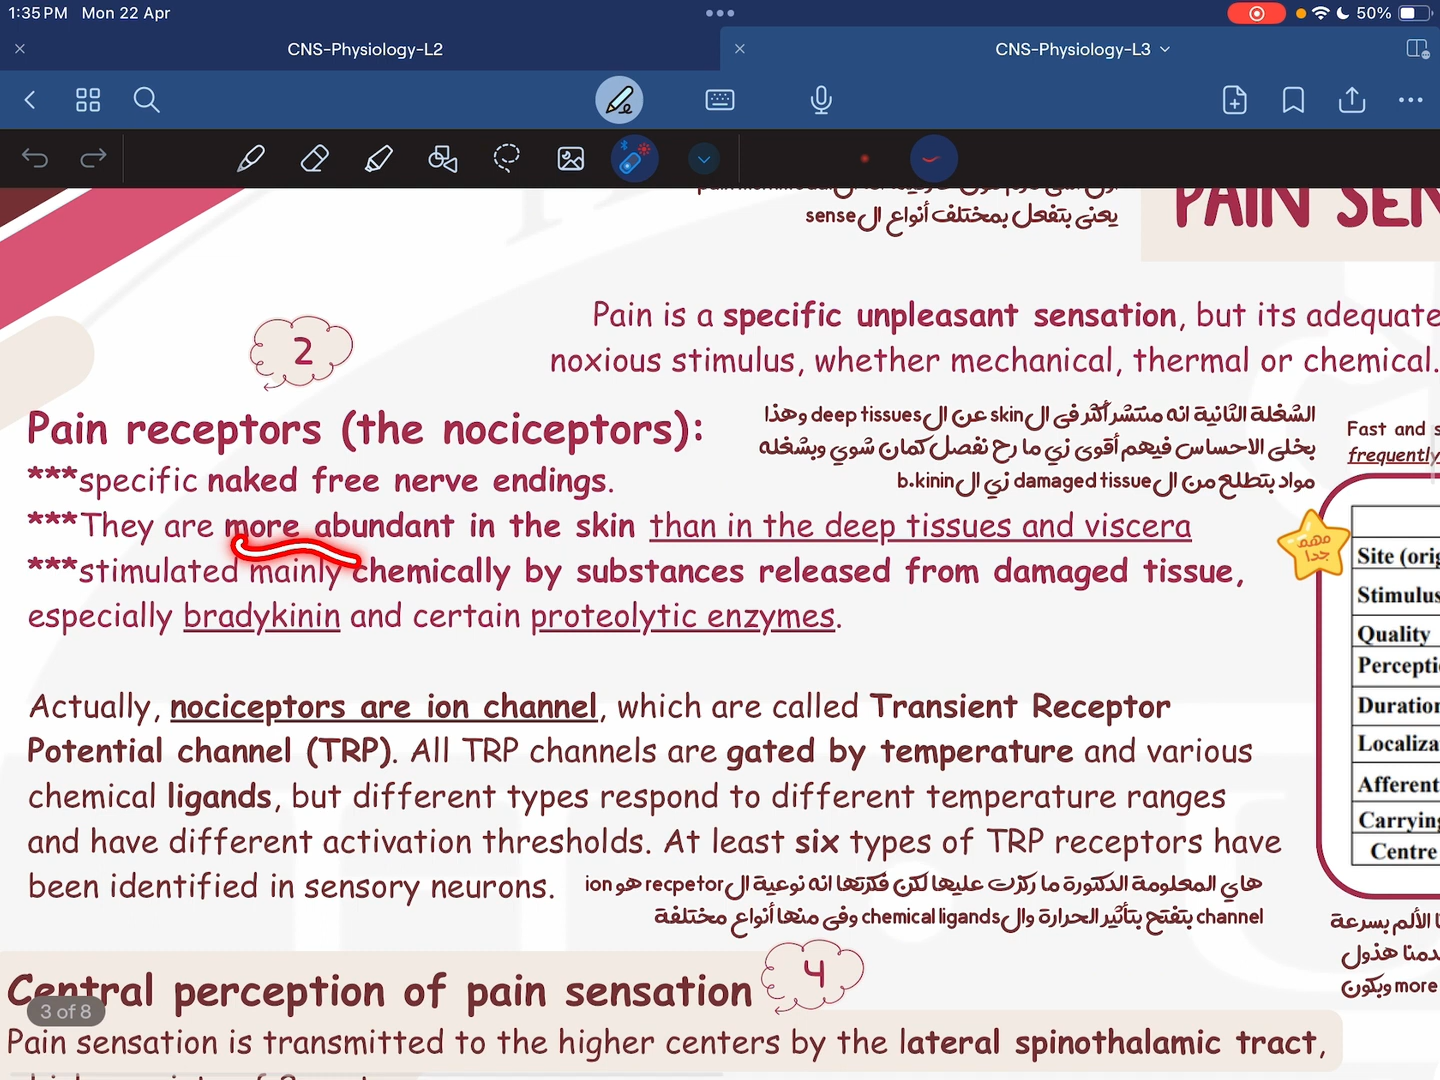 1:35 PM Mon 22 Apr
50%
CNS-Physiology-L2
CNS-Physiology-L3
يعني بتفعل بمختلف أنواع ال sense
PAIN SEN
Pain is a specific unpleasant sensation, but its adequate
noxious stimulus, whether mechanical, thermal or chemical.
2
Pain receptors (the nociceptors):
***specific naked free nerve endings.
***They are more abundant in the skin than in the deep tissues and viscera
***stimulated mainly chemically by substances released from damaged tissue,
especially bradykinin and certain proteolytic enzymes.
الشغلة الثانية انه منتشر أكثر في ال skin عن ال deep tissues وهذا
بخلي الاحساس فيهم أقوى زي ما رح نفصل كمان شوي وبشغله
مواد بتطلع من ال damaged tissue زي ال b.kinin
Actually, nociceptors are ion channel, which are called Transient Receptor
Potential channel (TRP). All TRP channels are gated by temperature and various
chemical ligands, but different types respond to different temperature ranges
and have different activation thresholds. At least six types of TRP receptors have
been identified in sensory neurons.
هاي المعلومة الدكتورة ما ركزت عليها لكن فكرتها انه نوعية ال recpetor هو ion
channel بتفتح بتأثير الحرارة وال chemical ligands وفي منها أنواع مختلفة
Fast and s
frequently
مهم
جدا
Site (orig
Stimulus
Quality
Percepti
Duration
Localiza
Afferent
Carrying
Centre
الألم بسرعة
هذول
more وبكون
4
Central perception of pain sensation
3 of 8
Pain sensation is transmitted to the higher centers by the lateral spinothalamic tract,